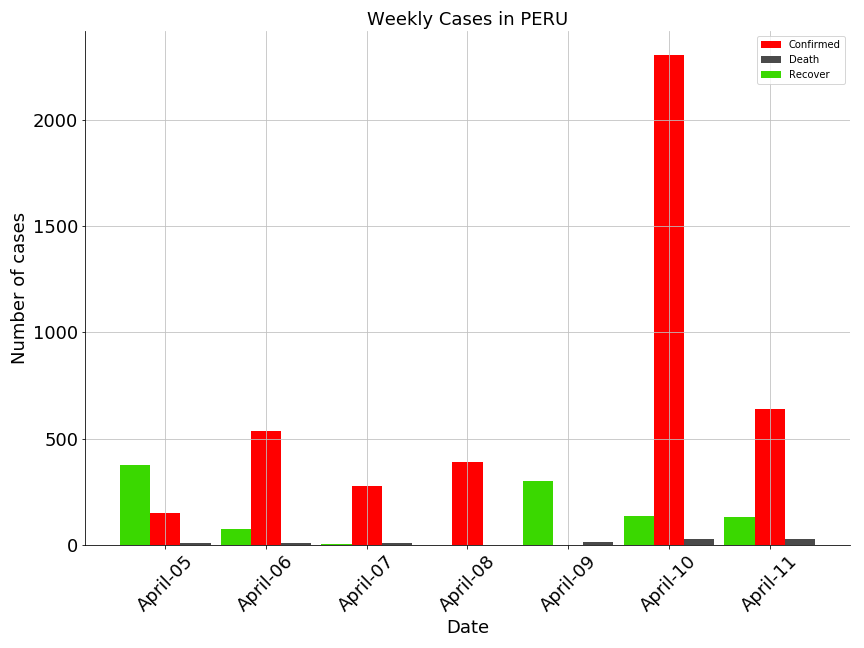 Weekly Cases in PERU
Confirmed
Death
Recover
Number of cases
2000
1500
1000
500
0
April-05
April-06
April-07
April-08
April-09
April-10
April-11
Date